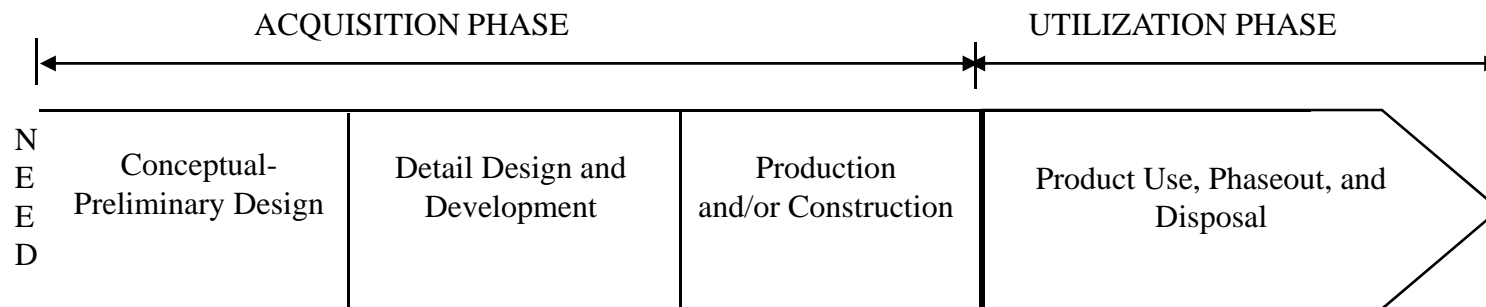 ACQUISITION PHASE
UTILIZATION PHASE
N
E
E
D
Conceptual-
Preliminary Design
Detail Design and
Development
Production
and/or Construction
Product Use, Phaseout, and
Disposal